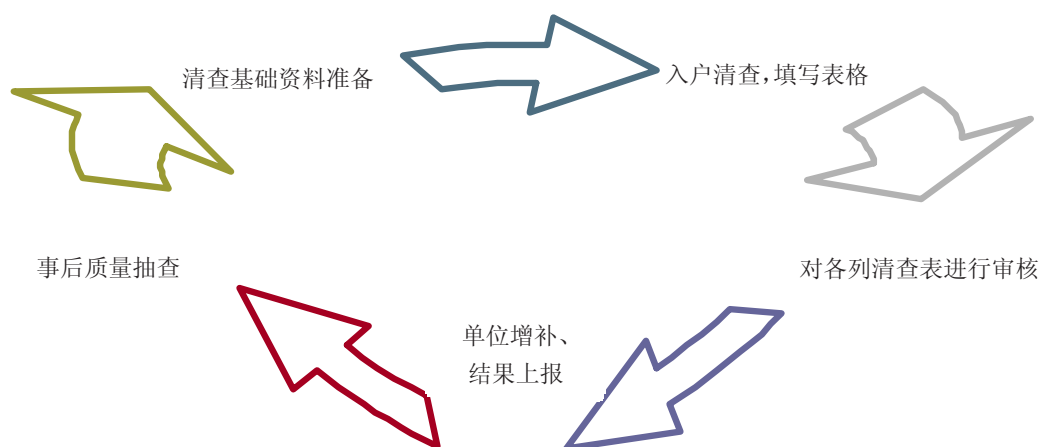 清查基础资料准备
入户清查,填写表格
对各列清查表进行审核
单位增补、
结果上报
事后质量抽查